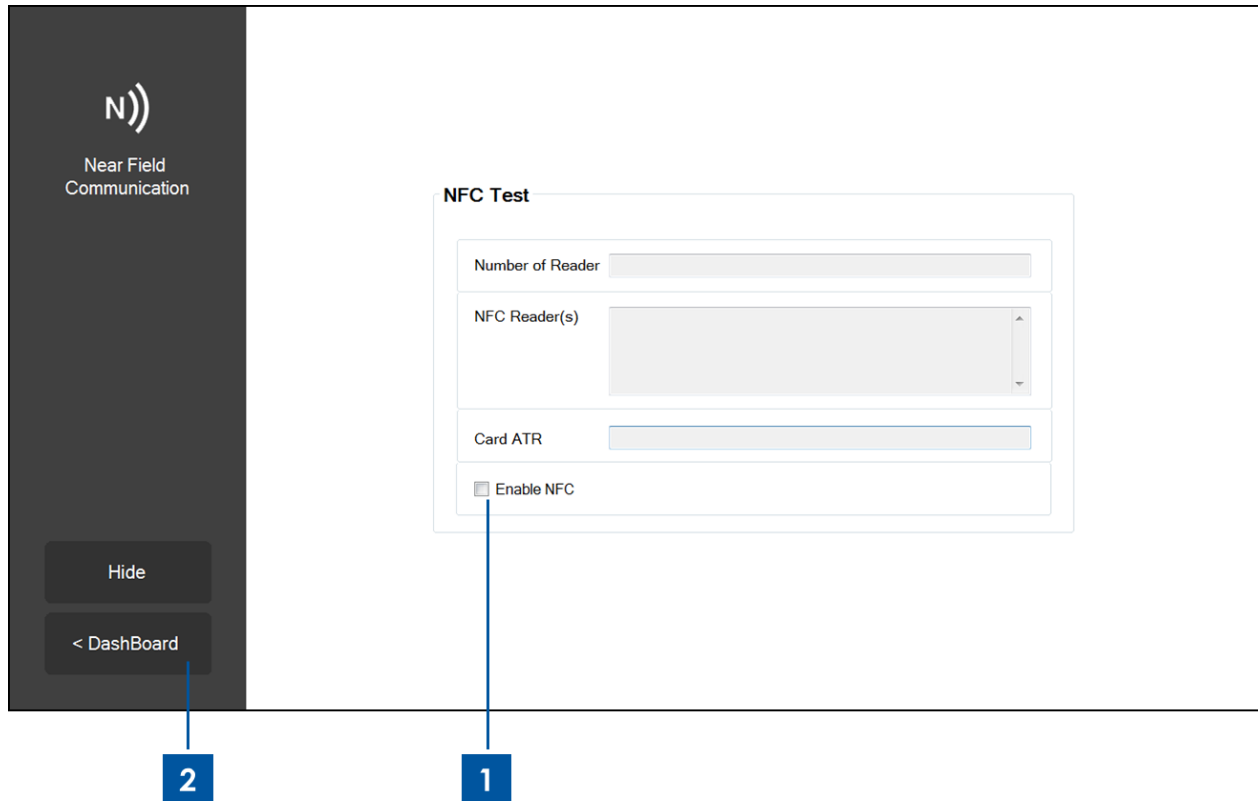 N
Near Field
Communication
NFC Test
Number of Reader
NFC Reader(s)
Card ATR
Enable NFC
Hide
< DashBoard
2
1